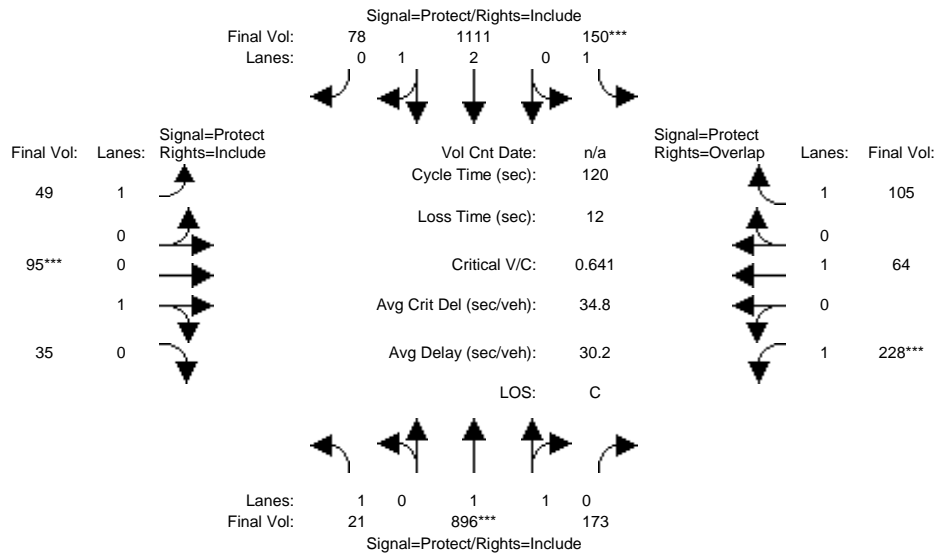 Signal=Protect/Rights=Include
Final Vol: 78 1111 150***
Lanes: 0 1 2 0 1
Signal=Protect Signal=Protect
Final Vol: Lanes: Rights=Include Vol Cnt Date: n/a Rights=Overlap Lanes: Final Vol:
Cycle Time (sec): 120
49 1 1 105
Loss Time (sec): 12
0 0
95*** 0 Critical V/C: 0.641 1 64
1 Avg Crit Del (sec/veh): 34.8 0
35 0 Avg Delay (sec/veh): 30.2 1 228***
LOS: C
Lanes: 1 0 1 1 0
Final Vol: 21 896*** 173
Signal=Protect/Rights=Include